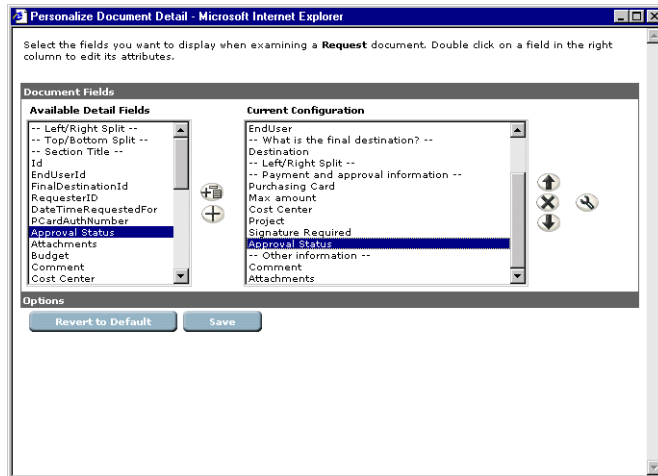 Personalize Document Detail - Microsoft Internet Explorer
Select the fields you want to display when examining a Request document. Double click on a field in the right
column to edit its attributes.
Document Fields
Available Detail Fields
-- Left/Right Split --
-- Top/Bottom Split --
-- Section Title --
Id
EndUserId
FinalDestinationId
RequesterID
DateTimeRequestedFor
PCardAuthNumber
Approval Status
Attachments
Budget
Comment
Cost Center
Current Configuration
EndUser
-- What is the final destination? --
Destination
-- Left/Right Split --
-- Payment and approval information --
Purchasing Card
Max amount
Cost Center
Project
Signature Required
Approval Status
-- Other information --
Comment
Attachments
Options
Revert to Default
Save